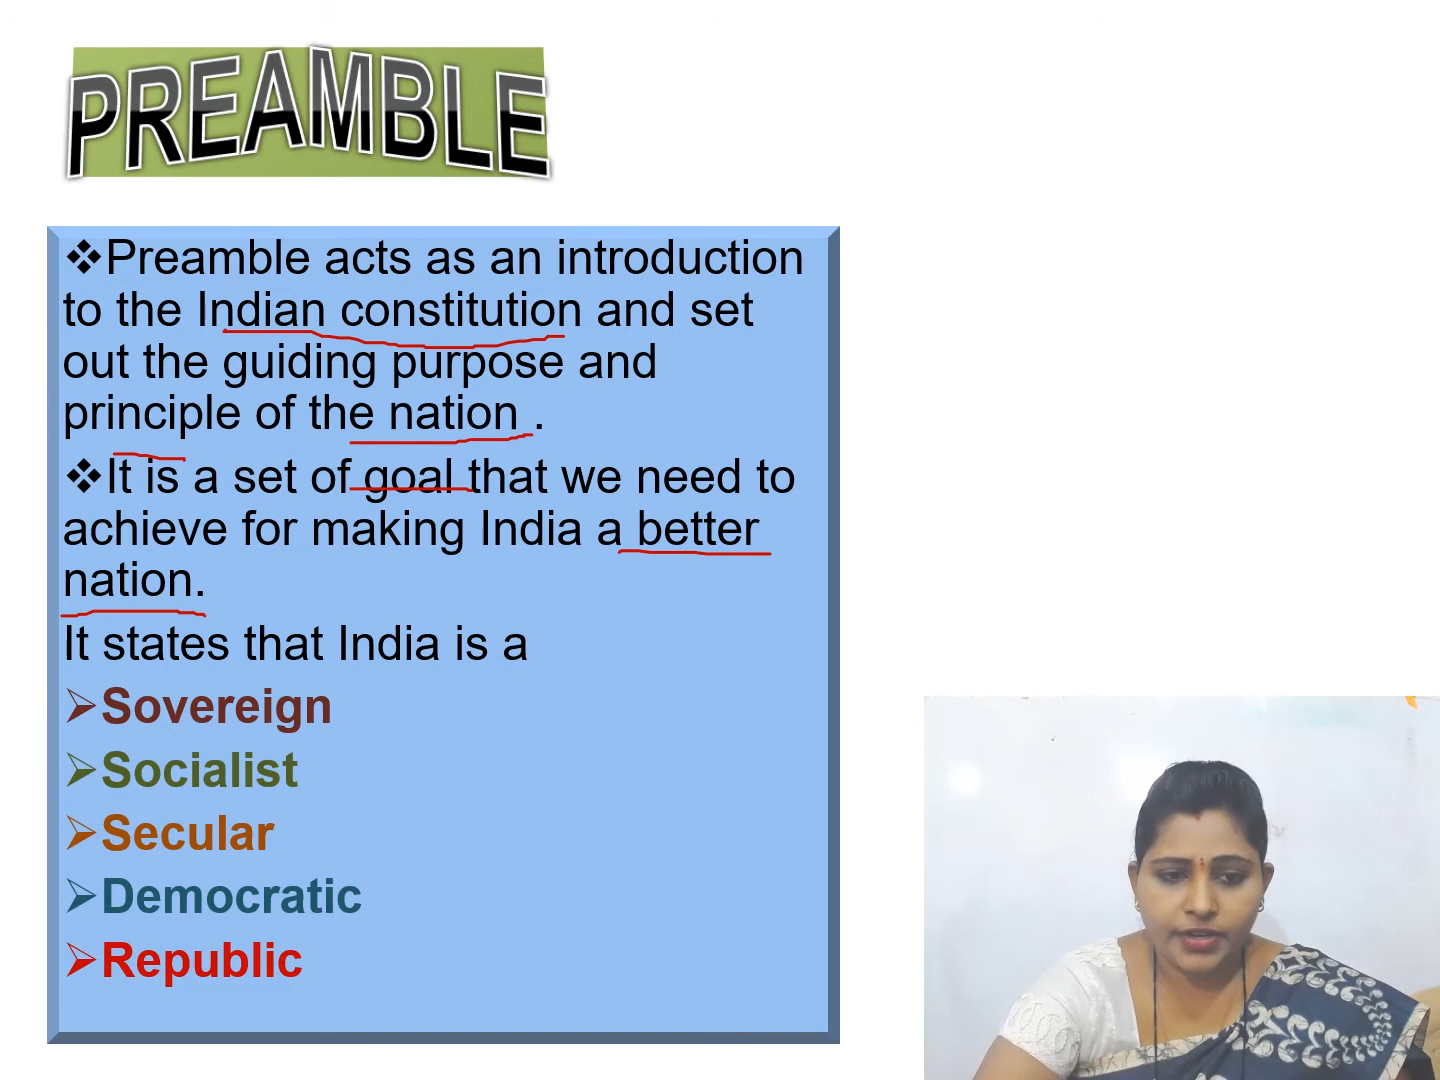 PREAMBLE
❖Preamble acts as an introduction
to the Indian constitution and set
out the guiding purpose and
principle of the nation .
❖It is a set of goal that we need to
achieve for making India a better
nation.
It states that India is a
➢Sovereign
➢Socialist
➢Secular
➢Democratic
➢Republic